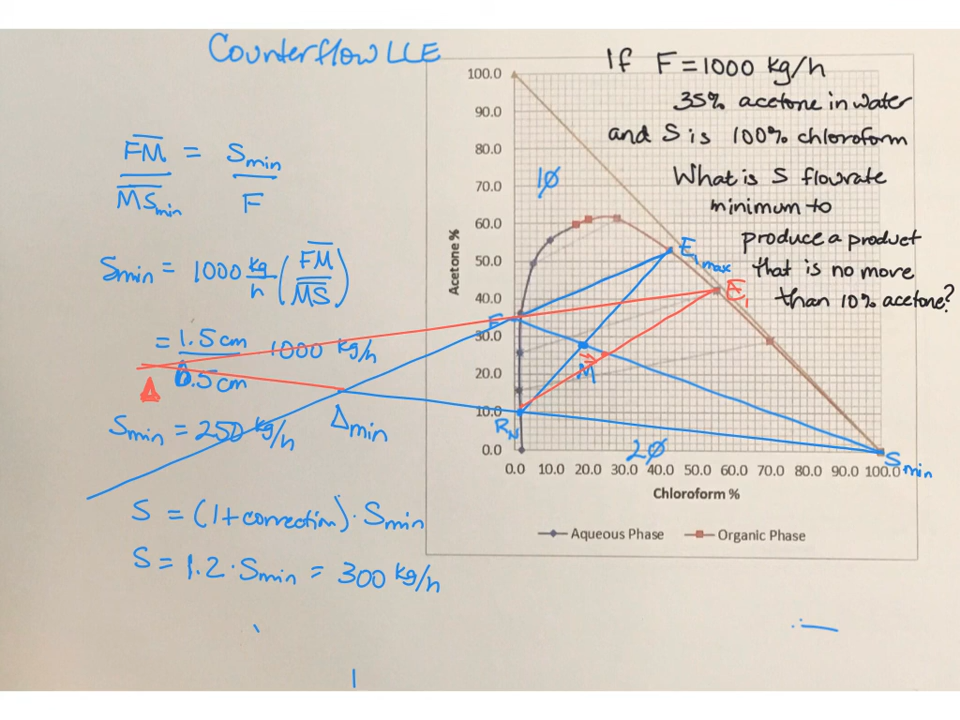 Counterflow LLE
If F = 1000 kg/h
35% acetone in water
and S is 100% chloroform
What is S flowrate
minimum to
produce a product
that is no more
than 10% acetone?
FM = Smin
MSmin F
Smin = 1000 kg/h (FM/MS)
= 1.5 cm 1000 kg/h
6.5 cm
Smin = 250 kg/h
S = (1+correction) · Smin
S = 1.2 · Smin = 300 kg/h
Δ
Δmin
1ϕ
2ϕ
F
RN
M
E1max
E1
Smin
Acetone %
100.0
90.0
80.0
70.0
60.0
50.0
40.0
30.0
20.0
10.0
0.0
0.0 10.0 20.0 30.0 40.0 50.0 60.0 70.0 80.0 90.0 100.0
Chloroform %
Aqueous Phase Organic Phase